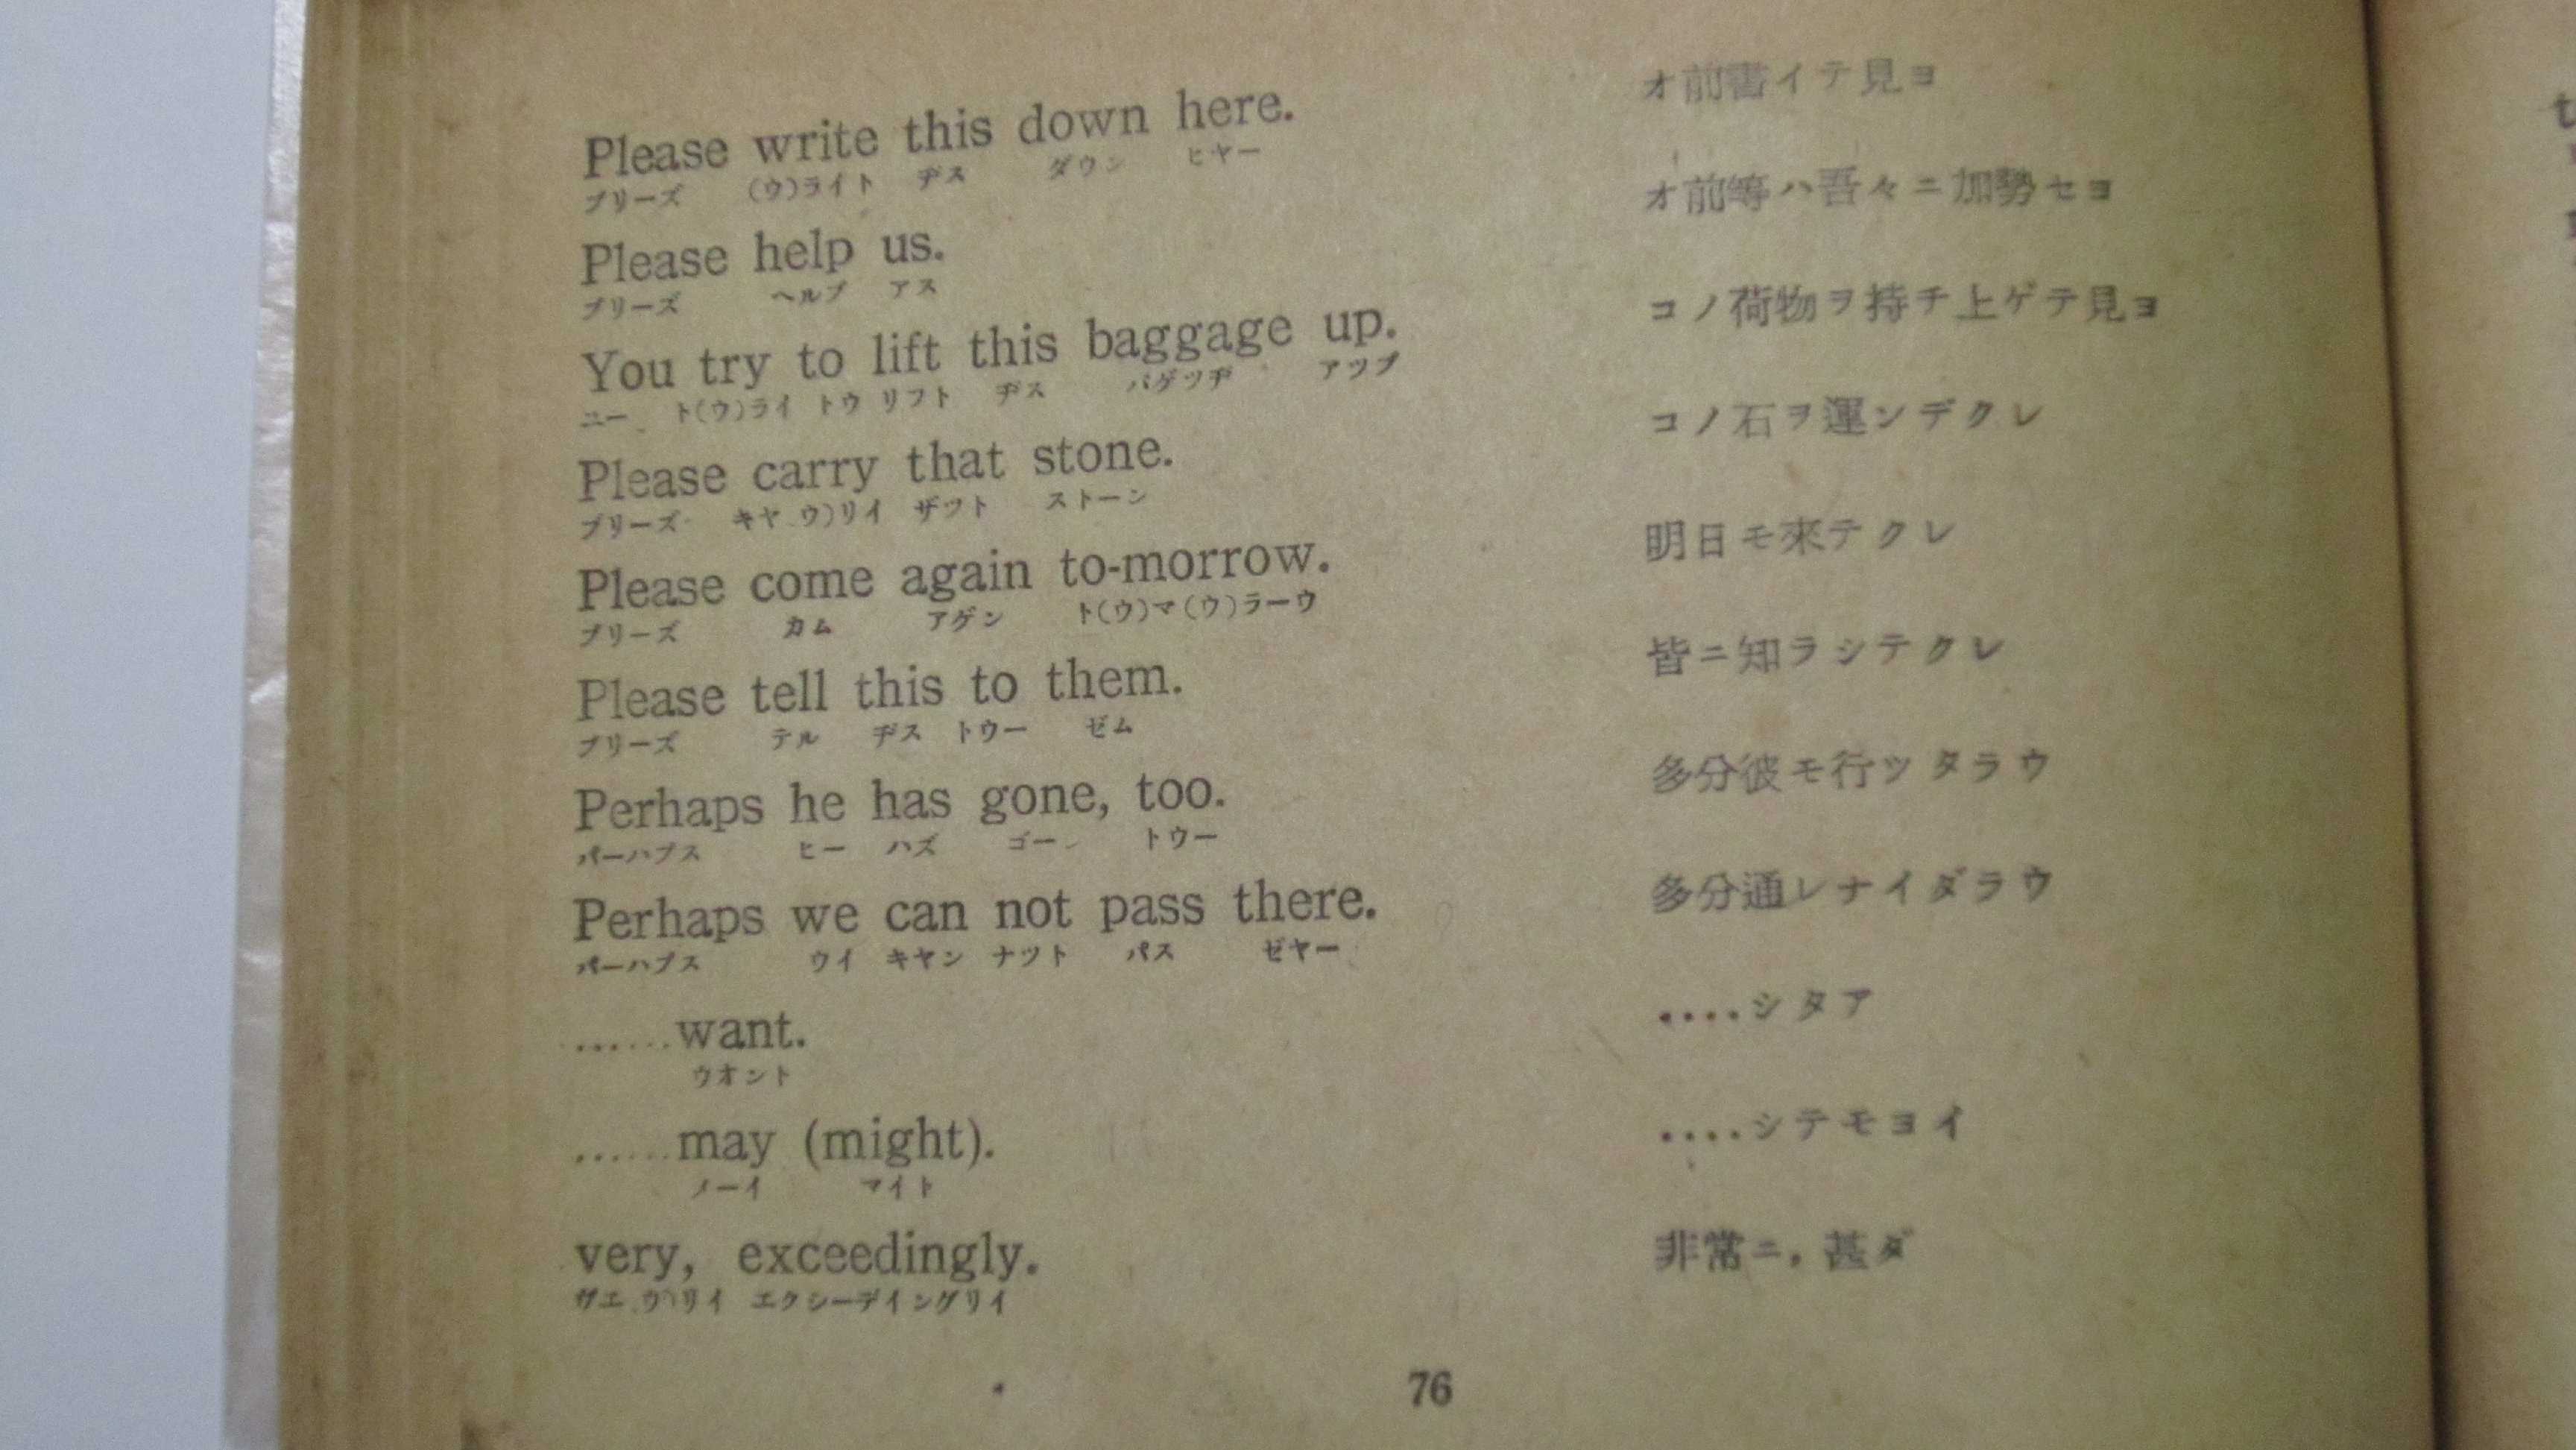 Please write this down here.
プリーズ (ウ)ライト ヂス ダウン ヒヤー
オ前書イテ見ヨ
Please help us.
プリーズ ヘルプ アス
オ前等ハ吾々ニ加勢セヨ
You try to lift this baggage up.
ト(ウ)ライ トウ リフト ヂス バゲツヂ アツプ
コノ荷物ヲ持チ上ゲテ見ヨ
Please carry that stone.
プリーズ キヤ ウ)リイ ザツト ストーン
コノ石ヲ運ンデクレ
Please come again to-morrow.
プリーズ カム アゲン ト(ウ)マ(ウ)ラーウ
明日モ來テクレ
Please tell this to them.
プリーズ テル ヂス トウー ゼム
皆ニ知ラシテクレ
Perhaps he has gone, too.
パーハプス ヒー ハズ ゴーン トウー
多分彼モ行ツタラウ
Perhaps we can not pass there.
パーハプス ウイ キヤン ナツト パス ゼヤー
多分通レナイダラウ
......want.
ウオント
....シタア
......may (might).
メーイ マイト
....シテモヨイ
very, exceedingly.
リイ エクシーデイングリイ
非常ニ, 甚ダ
76